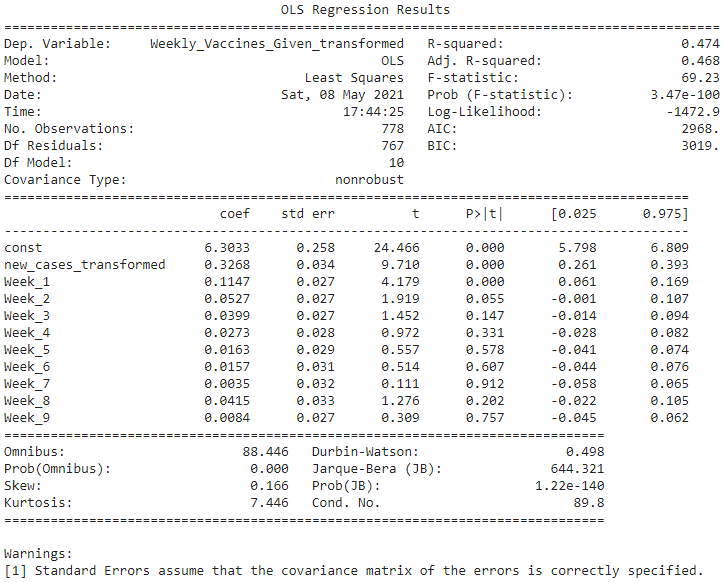 OLS Regression Results
Dep. Variable: Weekly_Vaccines_Given_transformed R-squared: 0.474
Model: OLS Adj. R-squared: 0.468
Method: Least Squares F-statistic: 69.23
Date: Sat, 08 May 2021 Prob (F-statistic): 3.47e-100
Time: 17:44:25 Log-Likelihood: -1472.9
No. Observations: 778 AIC: 2968.
Df Residuals: 767 BIC: 3019.
Df Model: 10
Covariance Type: nonrobust
coef std err t P>|t| [0.025 0.975]
const 6.3033 0.258 24.466 0.000 5.798 6.809
new_cases_transformed 0.3268 0.034 9.710 0.000 0.261 0.393
Week_1 0.1147 0.027 4.179 0.000 0.061 0.169
Week_2 0.0527 0.027 1.919 0.055 -0.001 0.107
Week_3 0.0399 0.027 1.452 0.147 -0.014 0.094
Week_4 0.0273 0.028 0.972 0.331 -0.028 0.082
Week_5 0.0163 0.029 0.557 0.578 -0.041 0.074
Week_6 0.0157 0.031 0.514 0.607 -0.044 0.076
Week_7 0.0035 0.032 0.111 0.912 -0.058 0.065
Week_8 0.0415 0.033 1.276 0.202 -0.022 0.105
Week_9 0.0084 0.027 0.309 0.757 -0.045 0.062
Omnibus: 88.446 Durbin-Watson: 0.498
Prob(Omnibus): 0.000 Jarque-Bera (JB): 644.321
Skew: 0.166 Prob(JB): 1.22e-140
Kurtosis: 7.446 Cond. No. 89.8
Warnings:
[1] Standard Errors assume that the covariance matrix of the errors is correctly specified.